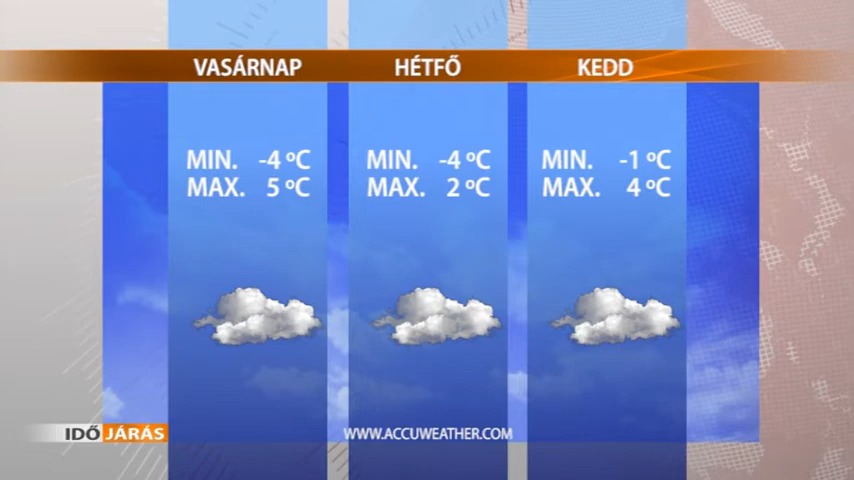 VASÁRNAP HÉTFŐ KEDD
MIN. -4 ºC MIN. -4 ºC MIN. -1 ºC
MAX. 5 ºC MAX. 2 ºC MAX. 4 ºC
IDŐJÁRÁS WWW.ACCUWEATHER.COM